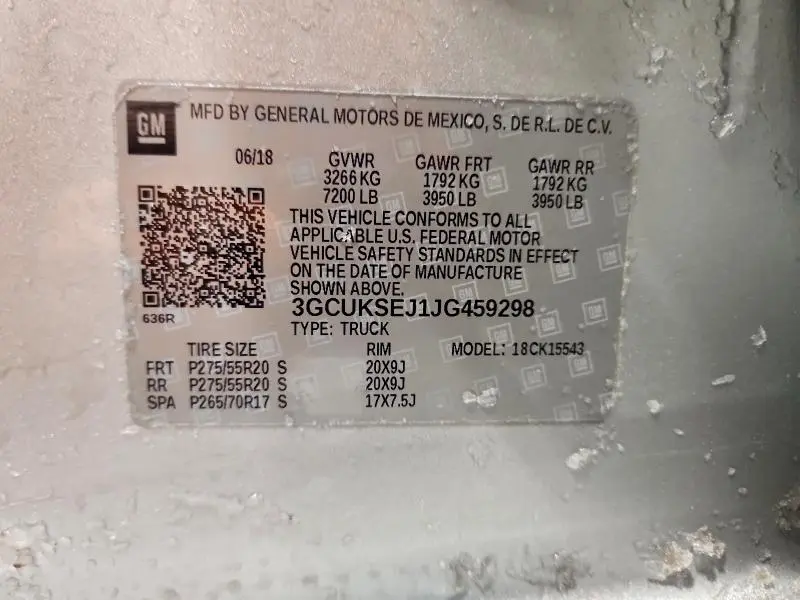 GM MFD BY GENERAL MOTORS DE MEXICO, S. DE R.L. DE C.V.
06/18 GVWR GAWR FRT GAWR RR
3266 KG 1792 KG 1792 KG
7200 LB 3950 LB 3950 LB
THIS VEHICLE CONFORMS TO ALL
APPLICABLE U.S. FEDERAL MOTOR
VEHICLE SAFETY STANDARDS IN EFFECT
ON THE DATE OF MANUFACTURE
SHOWN ABOVE.
3GCUKSEJ1JG459298
636R
TYPE: TRUCK
TIRE SIZE RIM MODEL: 18CK15543
FRT P275/55R20 S 20X9J
RR P275/55R20 S 20X9J
SPA P265/70R17 S 17X7.5J